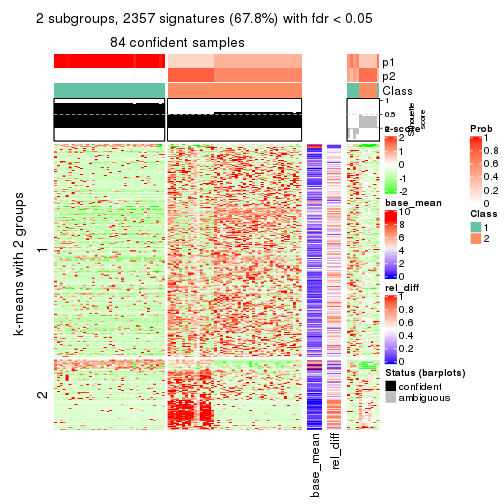 2 subgroups, 2357 signatures (67.8%) with fdr < 0.05
84 confident samples
p1
p2
Class
1
0.5
0
Silhouette
score
k-means with 2 groups
1
2
base_mean
rel_diff
z-score
2
1
0
-1
-2
base_mean
10
8
6
4
2
0
rel_diff
1
0.8
0.6
0.4
0.2
0
Status (barplots)
confident
ambiguous
Prob
1
0.8
0.6
0.4
0.2
0
Class
1
2